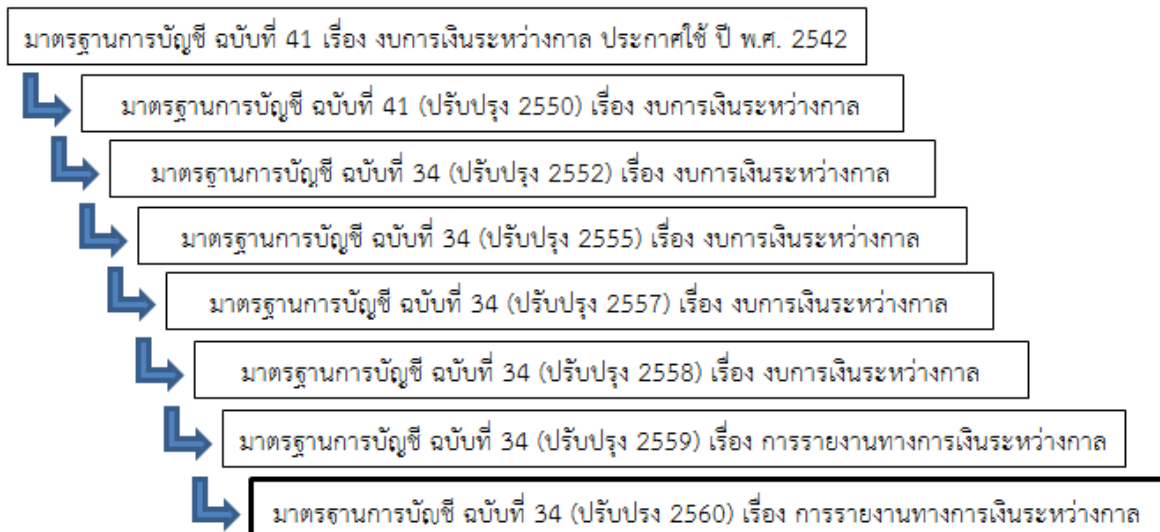 มาตรฐานการบัญชี ฉบับที่ 41 เรื่อง งบการเงินระหว่างกาล ประกาศใช้ ปี พ.ศ. 2542
มาตรฐานการบัญชี ฉบับที่ 41 (ปรับปรุง 2550) เรื่อง งบการเงินระหว่างกาล
มาตรฐานการบัญชี ฉบับที่ 34 (ปรับปรุง 2552) เรื่อง งบการเงินระหว่างกาล
มาตรฐานการบัญชี ฉบับที่ 34 (ปรับปรุง 2555) เรื่อง งบการเงินระหว่างกาล
มาตรฐานการบัญชี ฉบับที่ 34 (ปรับปรุง 2557) เรื่อง งบการเงินระหว่างกาล
มาตรฐานการบัญชี ฉบับที่ 34 (ปรับปรุง 2558) เรื่อง งบการเงินระหว่างกาล
มาตรฐานการบัญชี ฉบับที่ 34 (ปรับปรุง 2559) เรื่อง การรายงานทางการเงินระหว่างกาล
มาตรฐานการบัญชี ฉบับที่ 34 (ปรับปรุง 2560) เรื่อง การรายงานทางการเงินระหว่างกาล